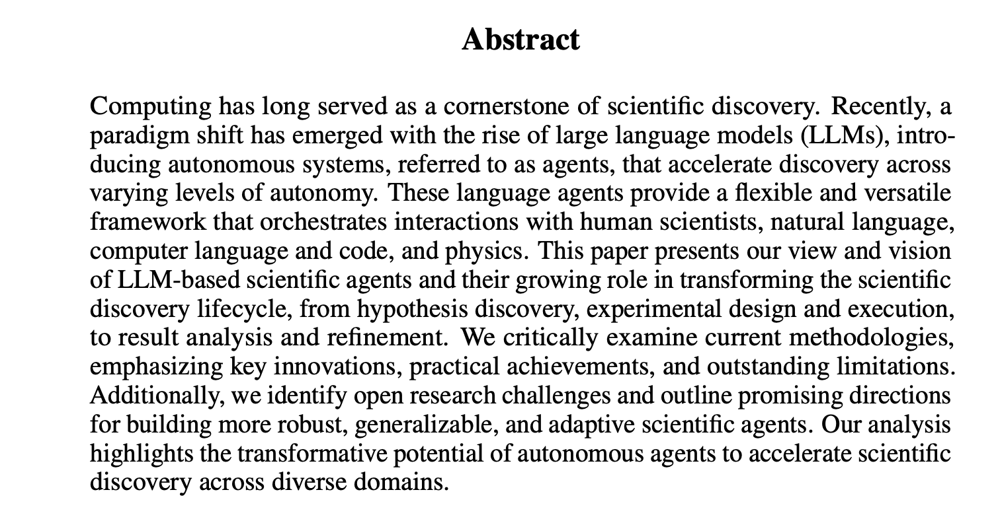 Abstract
Computing has long served as a cornerstone of scientific discovery. Recently, a
paradigm shift has emerged with the rise of large language models (LLMs), intro-
ducing autonomous systems, referred to as agents, that accelerate discovery across
varying levels of autonomy. These language agents provide a flexible and versatile
framework that orchestrates interactions with human scientists, natural language,
computer language and code, and physics. This paper presents our view and vision
of LLM-based scientific agents and their growing role in transforming the scientific
discovery lifecycle, from hypothesis discovery, experimental design and execution,
to result analysis and refinement. We critically examine current methodologies,
emphasizing key innovations, practical achievements, and outstanding limitations.
Additionally, we identify open research challenges and outline promising directions
for building more robust, generalizable, and adaptive scientific agents. Our analysis
highlights the transformative potential of autonomous agents to accelerate scientific
discovery across diverse domains.